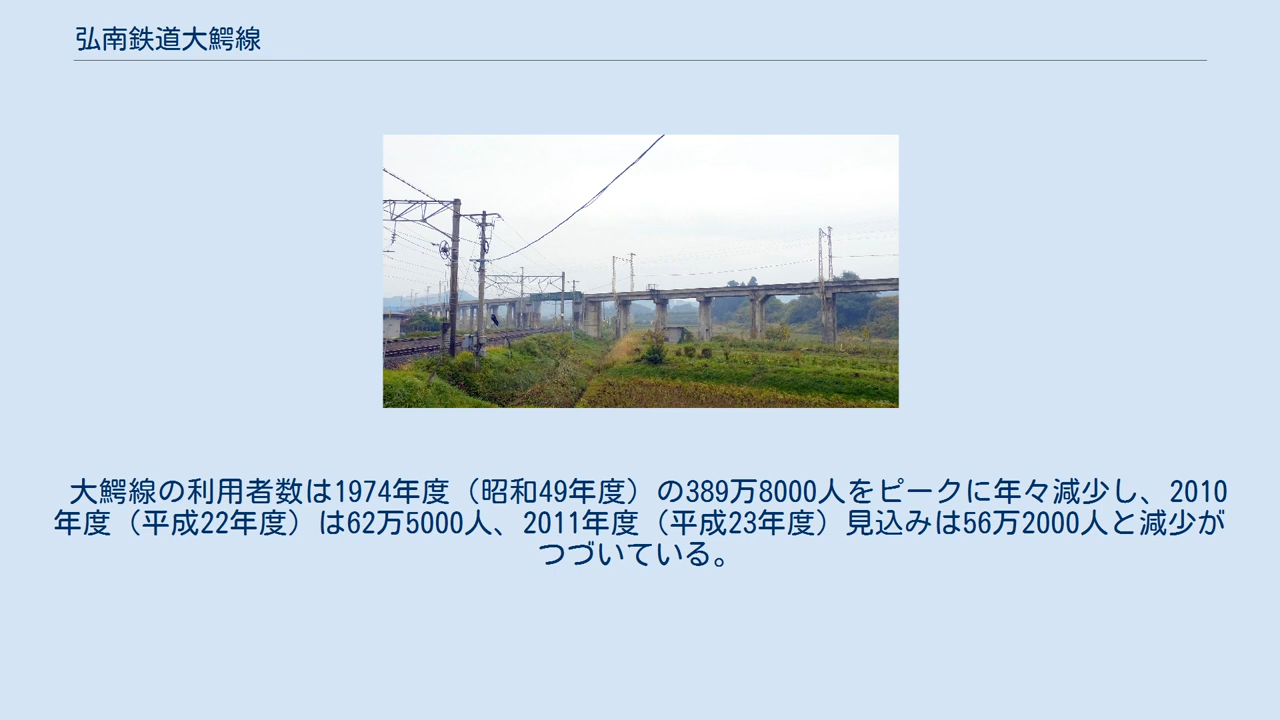 弘南鉄道大鰐線
大鰐線の利用者数は1974年度（昭和49年度）の389万8000人をピークに年々減少し、2010
年度（平成22年度）は62万5000人、2011年度（平成23年度）見込みは56万2000人と減少が
つづいている。